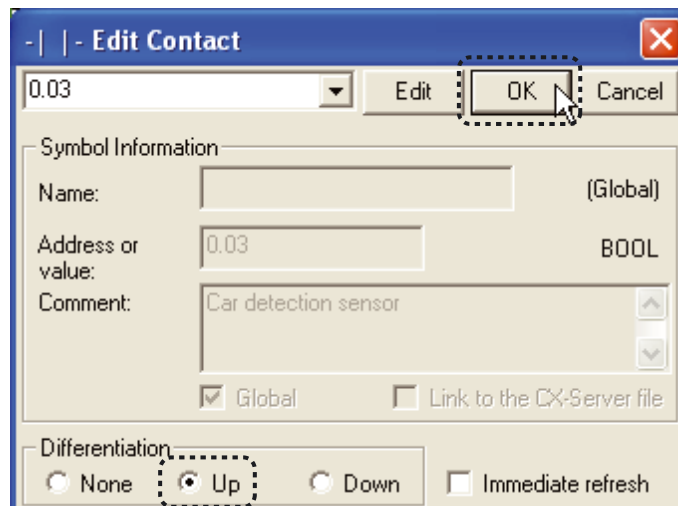 -| |- Edit Contact
0.03 Edit OK Cancel
Symbol Information
Name: (Global)
Address or value: 0.03 BOOL
Comment: Car detection sensor
Global Link to the CX-Server file
Differentiation
None Up Down Immediate refresh